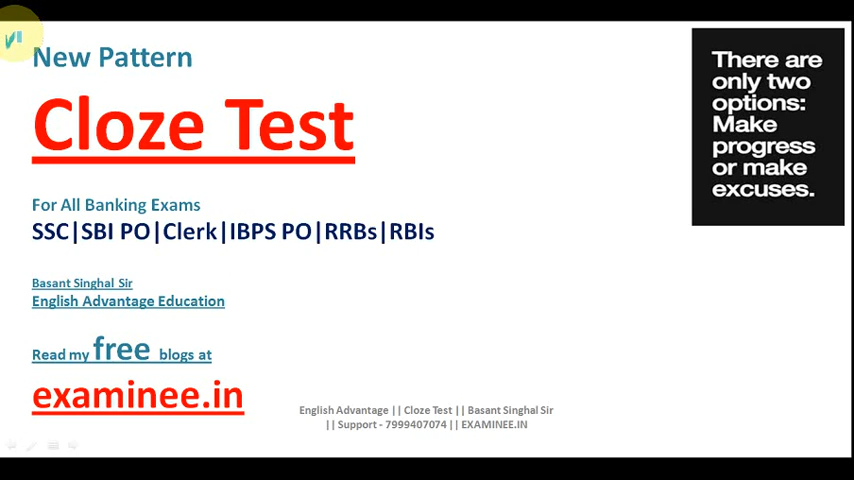 New Pattern
Cloze Test
For All Banking Exams
SSC|SBI PO|Clerk|IBPS PO|RRBs|RBIs
Basant Singhal Sir
English Advantage Education
Read my free blogs at
examinee.in
English Advantage || Cloze Test || Basant Singhal Sir
|| Support - 7999407074 || EXAMINEE.IN
There are
only two
options:
Make
progress
or make
excuses.